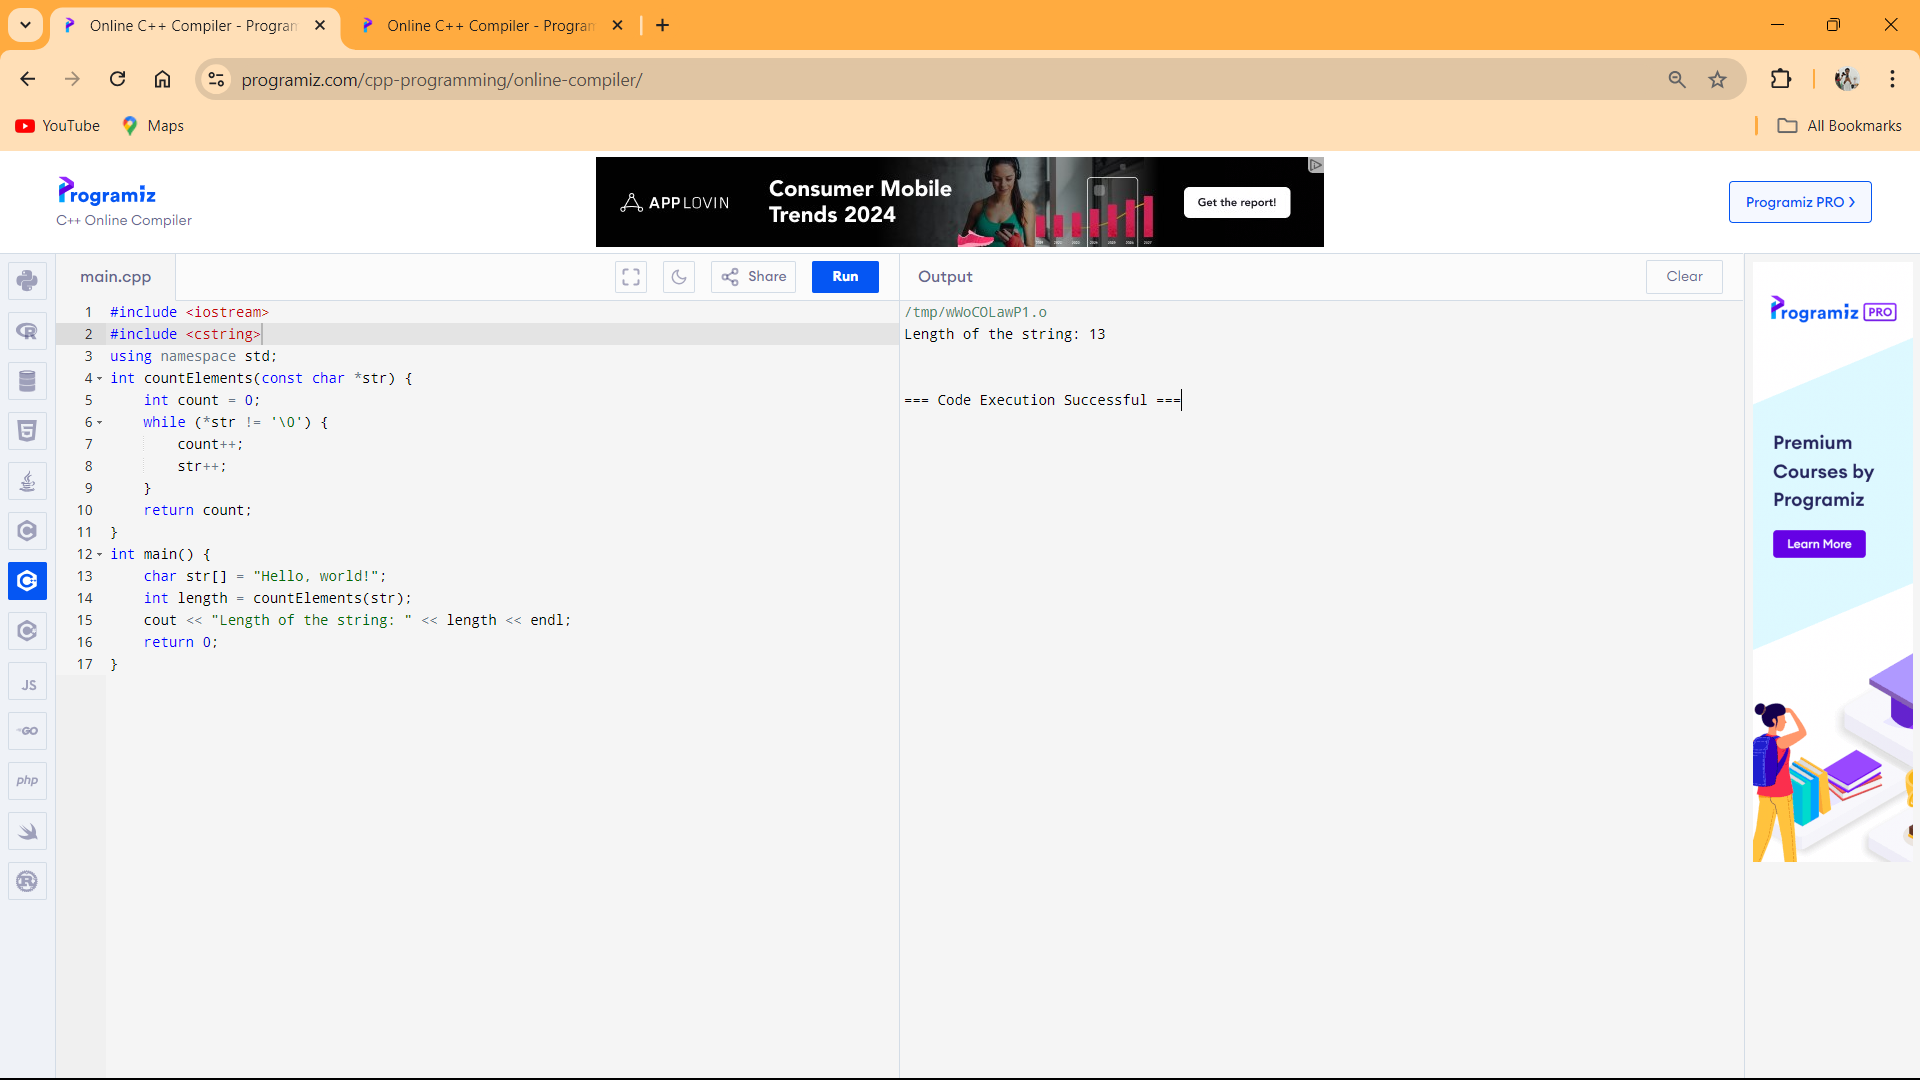 Online C++ Compiler - Program
Online C++ Compiler - Program
programiz.com/cpp-programming/online-compiler/
YouTube
Maps
All Bookmarks
Programiz
C++ Online Compiler
APPLOVIN
Consumer Mobile
Trends 2024
Get the report!
Programiz PRO >
main.cpp
Share
Run
Output
Clear
1 #include <iostream>
2 #include <cstring>
3 using namespace std;
4 int countElements(const char *str) {
5 int count = 0;
6 while (*str != '\0') {
7 count++;
8 str++;
9 }
10 return count;
11 }
12 int main() {
13 char str[] = "Hello, world!";
14 int length = countElements(str);
15 cout << "Length of the string: " << length << endl;
16 return 0;
17 }
/tmp/wWoCOLawP1.o
Length of the string: 13
=== Code Execution Successful ===
JS
GO
php
Programiz PRO
Premium
Courses by
Programiz
Learn More